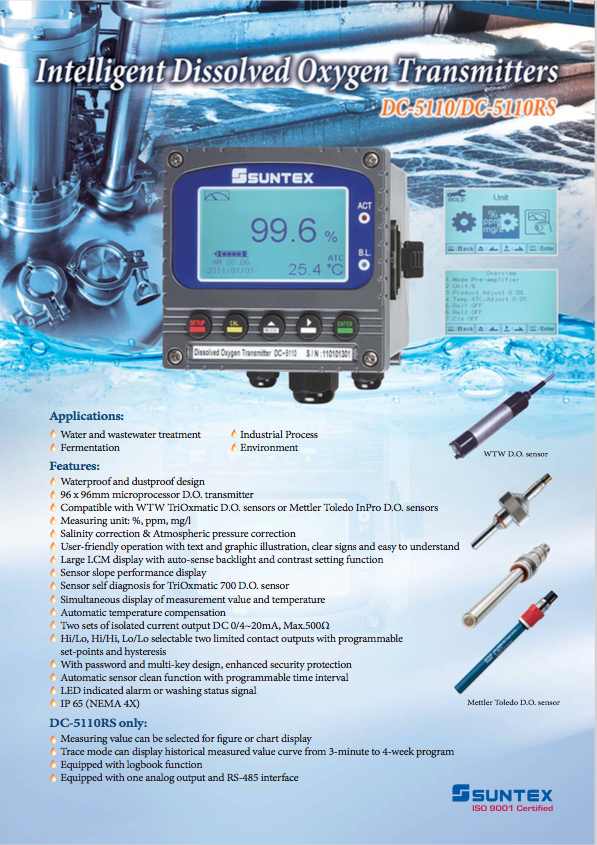 Intelligent Dissolved Oxygen Transmitters
DC-5110/DC-5110RS
SUNTEX
ACT
99.6 %
B.L.
AM 00:06
2011/01/01
ATC
25.4 °C
SETUP
CAL
MODE
ENTER
Dissolved Oxygen Transmitter DC-5110 S/N:110101301
HOLD
Unit
%
ppm
mg/l
:Back
:Enter
Overview
1.Mode:Pre-amplifier
2.Unit:%
3.Product Adjust:0.0%
4.Temp.ATC,Adjust:0.0C
5.Rel1:OFF
6.Rel2:OFF
7.Cln:OFF
:Back
:Enter
Applications:
Water and wastewater treatment
Industrial Process
Fermentation
Environment
Features:
Waterproof and dustproof design
96 x 96mm microprocessor D.O. transmitter
Compatible with WTW TriOxmatic D.O. sensors or Mettler Toledo InPro D.O. sensors
Measuring unit: %, ppm, mg/l
Salinity correction & Atmospheric pressure correction
User-friendly operation with text and graphic illustration, clear signs and easy to understand
Large LCM display with auto-sense backlight and contrast setting function
Sensor slope performance display
Sensor self diagnosis for TriOxmatic 700 D.O. sensor
Simultaneous display of measurement value and temperature
Automatic temperature compensation
Two sets of isolated current output DC 0/4~20mA, Max.500Ω
Hi/Lo, Hi/Hi, Lo/Lo selectable two limited contact outputs with programmable
set-points and hysteresis
With password and multi-key design, enhanced security protection
Automatic sensor clean function with programmable time interval
LED indicated alarm or washing status signal
IP 65 (NEMA 4X)
DC-5110RS only:
Measuring value can be selected for figure or chart display
Trace mode can display historical measured value curve from 3-minute to 4-week program
Equipped with logbook function
Equipped with one analog output and RS-485 interface
WTW D.O. sensor
Mettler Toledo D.O. sensor
SUNTEX
ISO 9001 Certified